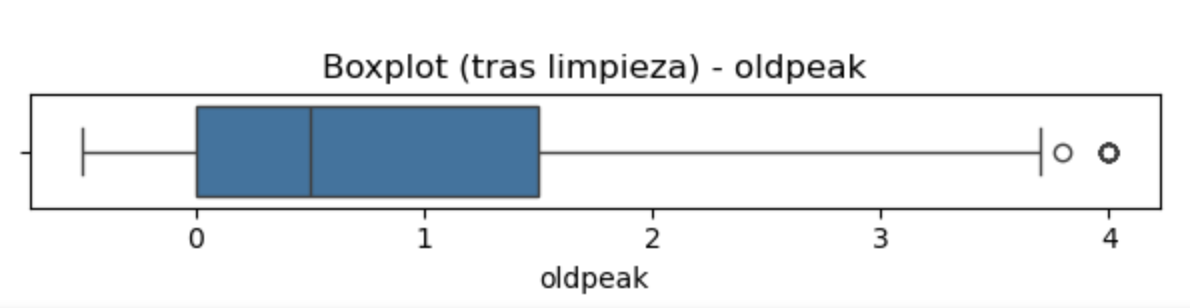 Boxplot (tras limpieza) - oldpeak
0 1 2 3 4
oldpeak